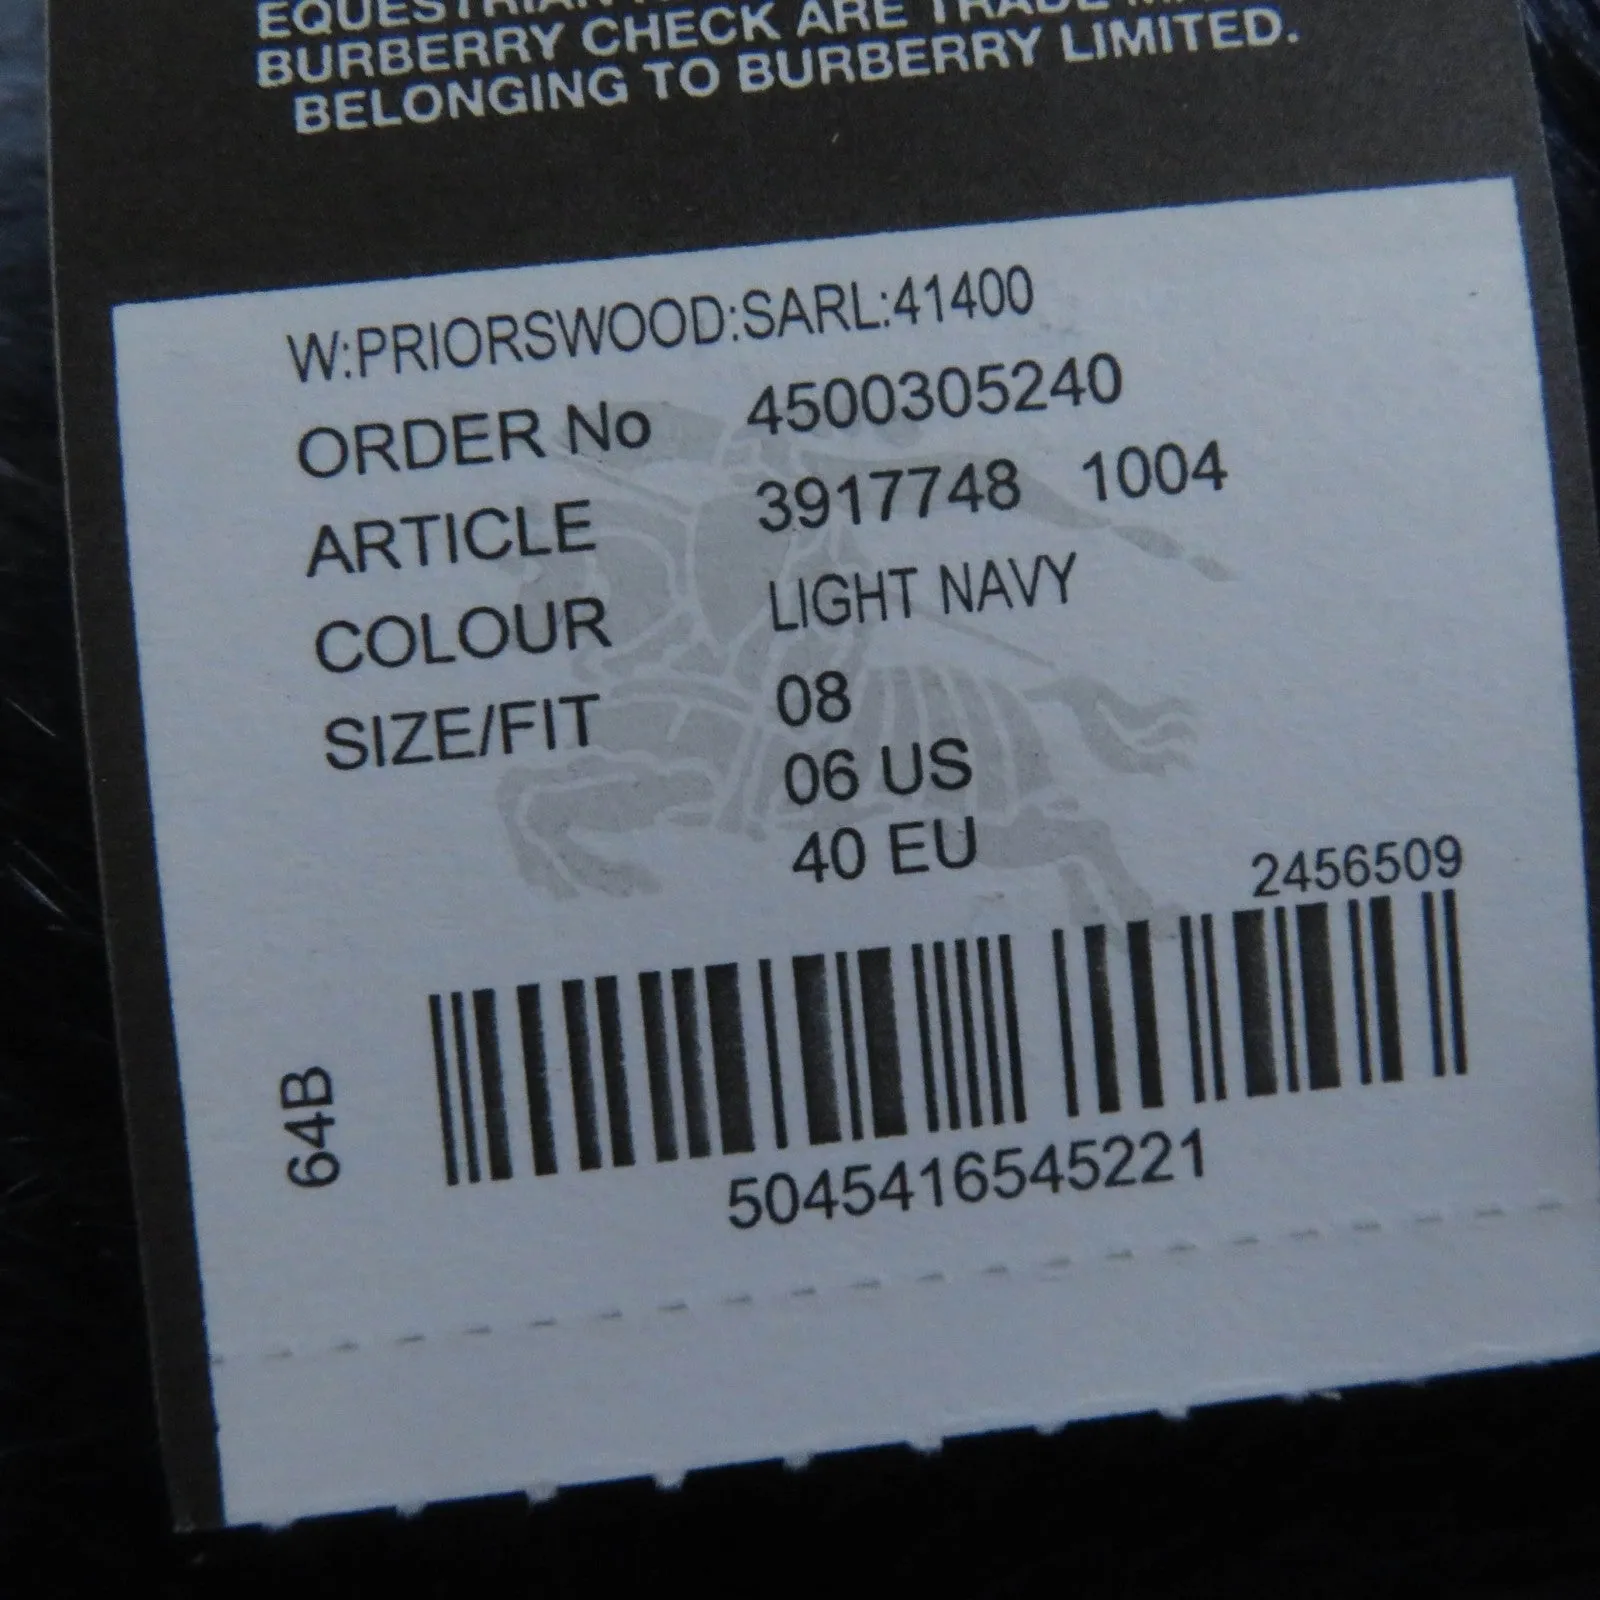 EQUESTRIAN
BURBERRY CHECK ARE TRADE
BELONGING TO BURBERRY LIMITED.
W:PRIORSWOOD:SARL:41400
ORDER No 4500305240
ARTICLE 3917748 1004
COLOUR LIGHT NAVY
SIZE/FIT 08
06 US
40 EU
2456509
64B
5045416545221